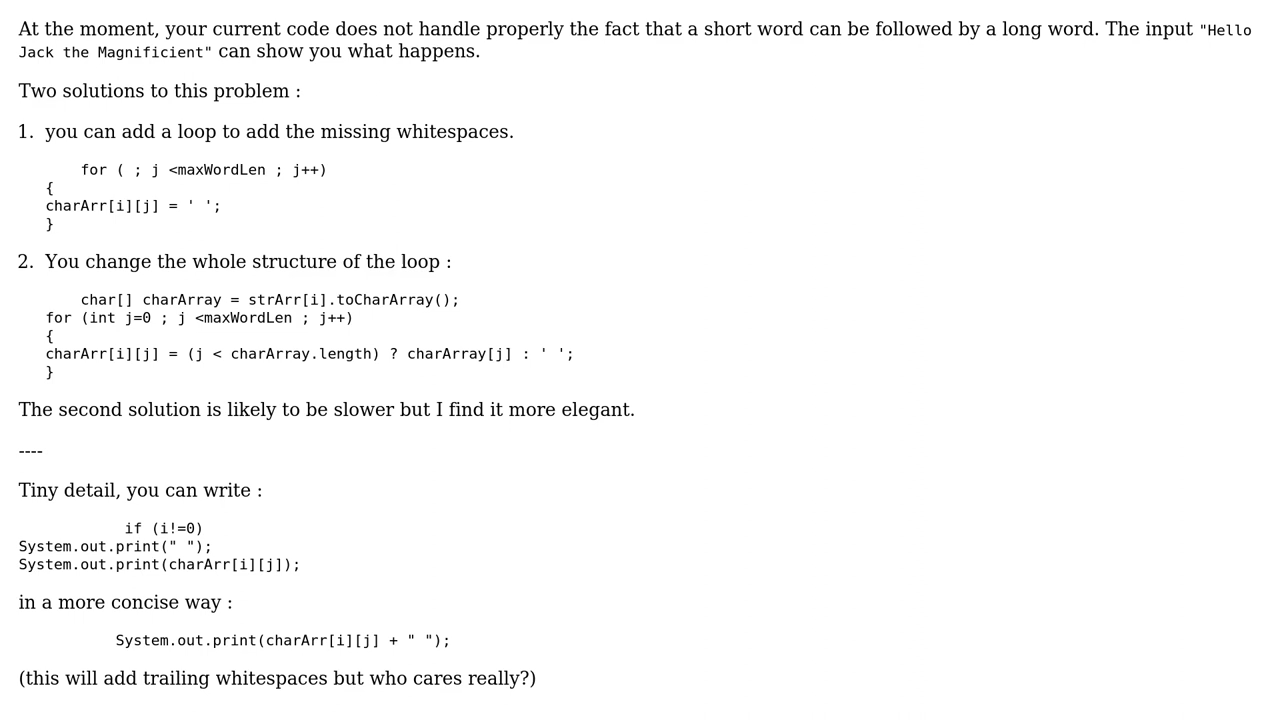 At the moment, your current code does not handle properly the fact that a short word can be followed by a long word. The input "Hello
Jack the Magnificient" can show you what happens.
Two solutions to this problem :
1. you can add a loop to add the missing whitespaces.
for ( ; j <maxWordLen ; j++)
{
charArr[i][j] = ' ';
}
2. You change the whole structure of the loop :
char[] charArray = strArr[i].toCharArray();
for (int j=0 ; j <maxWordLen ; j++)
{
charArr[i][j] = (j < charArray.length) ? charArray[j] : ' ';
}
The second solution is likely to be slower but I find it more elegant.
----
Tiny detail, you can write :
if (i!=0)
System.out.print(" ");
System.out.print(charArr[i][j]);
in a more concise way :
System.out.print(charArr[i][j] + " ");
(this will add trailing whitespaces but who cares really?)